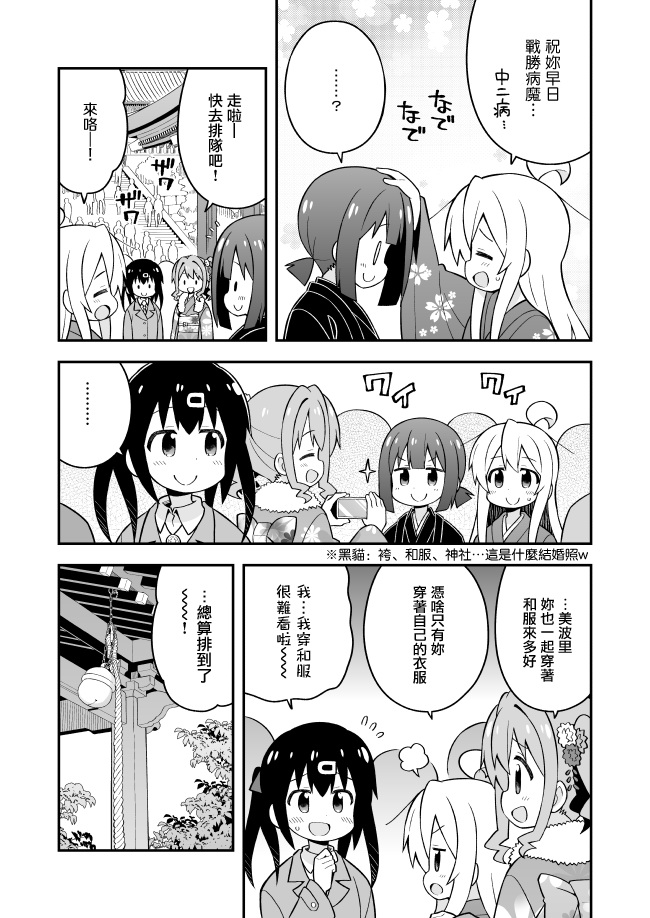 祝妳早日
戰勝病魔…
中二病…
なで
なで
……？
走啦—
快去排隊吧！
ザワ
ザワ
來咯—！
ワイ
ワイ
………
※黑貓：袴、和服、神社…這是什麼結婚照w
…美波里
妳也一起穿著
和服來多好
憑啥只有妳
穿著自己的衣服
我…我穿和服
很難看啦～～～
…總算排到了
～～～！